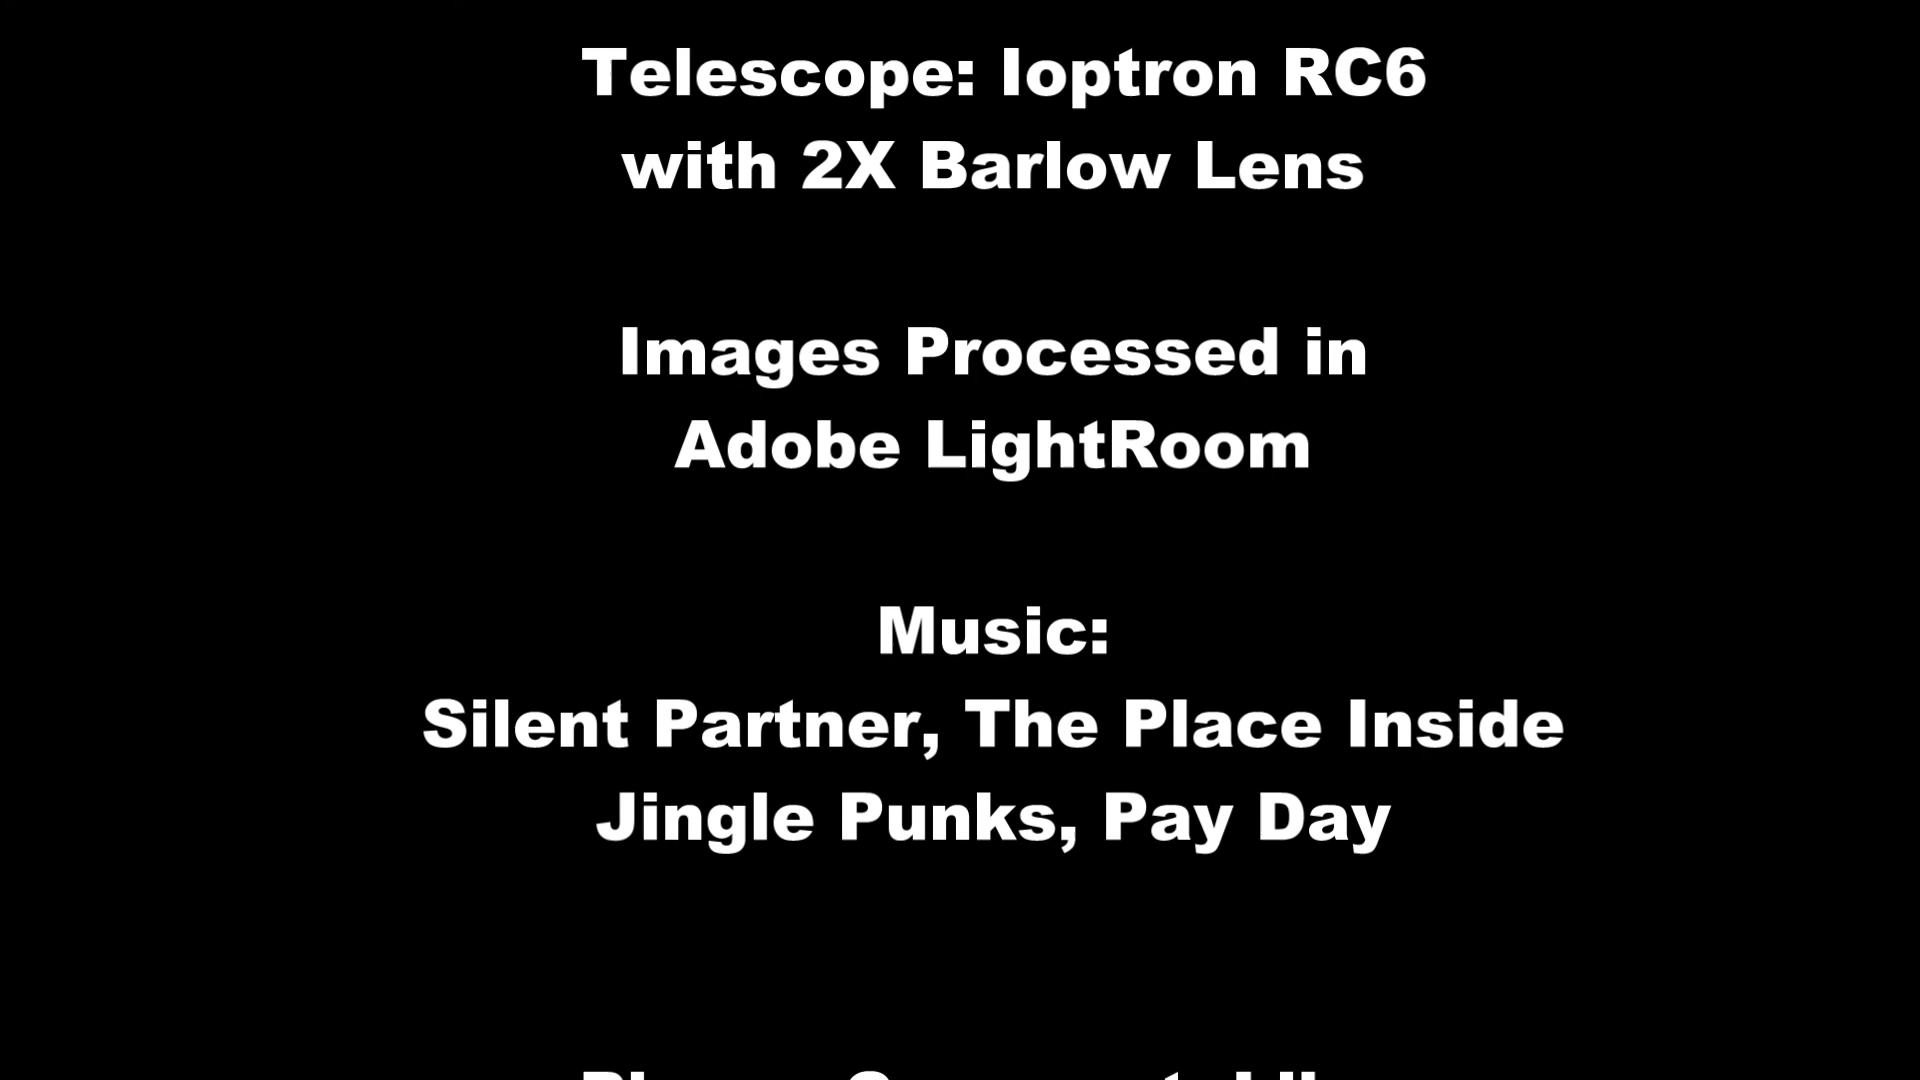 Telescope: Ioptron RC6
with 2X Barlow Lens
Images Processed in
Adobe LightRoom
Music:
Silent Partner, The Place Inside
Jingle Punks, Pay Day